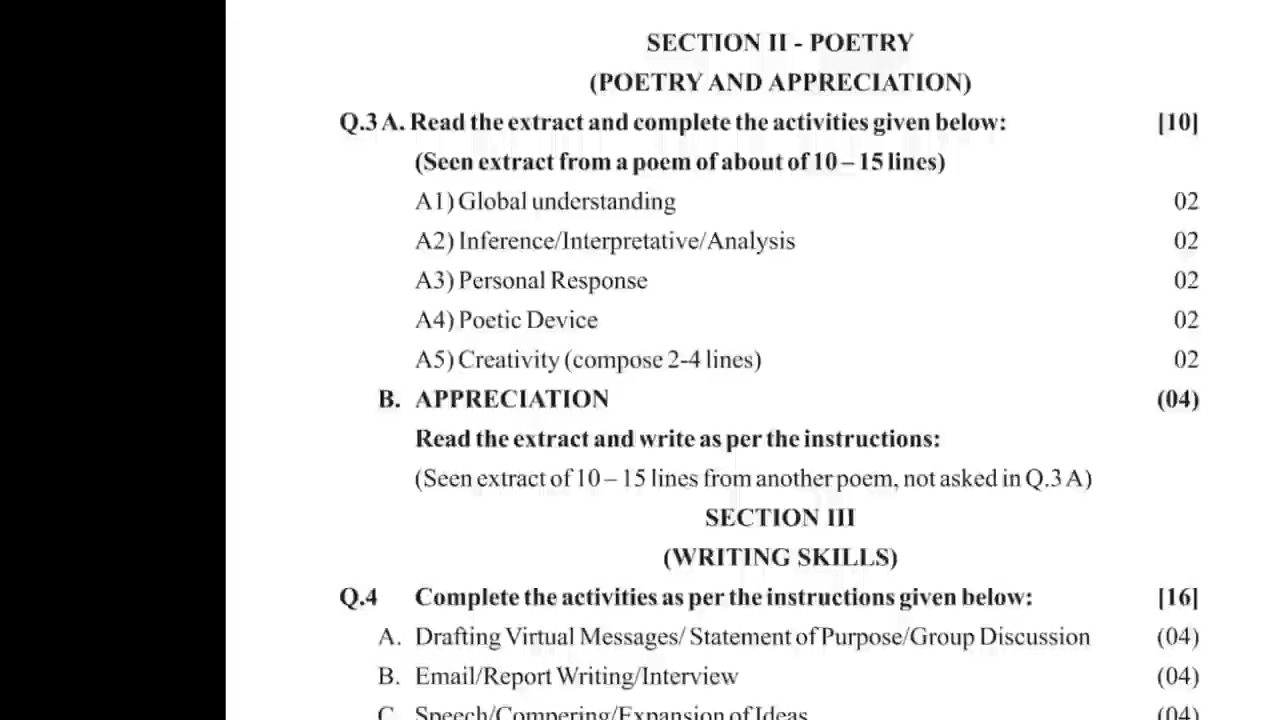 SECTION II - POETRY
(POETRY AND APPRECIATION)
Q.3 A. Read the extract and complete the activities given below: [10]
(Seen extract from a poem of about of 10 – 15 lines)
A1) Global understanding 02
A2) Inference/Interpretative/Analysis 02
A3) Personal Response 02
A4) Poetic Device 02
A5) Creativity (compose 2-4 lines) 02
B. APPRECIATION (04)
Read the extract and write as per the instructions:
(Seen extract of 10 – 15 lines from another poem, not asked in Q.3 A)
SECTION III
(WRITING SKILLS)
Q.4 Complete the activities as per the instructions given below: [16]
A. Drafting Virtual Messages/ Statement of Purpose/Group Discussion (04)
B. Email/Report Writing/Interview (04)
C. Speech/Compering/Expansion of Ideas (04)